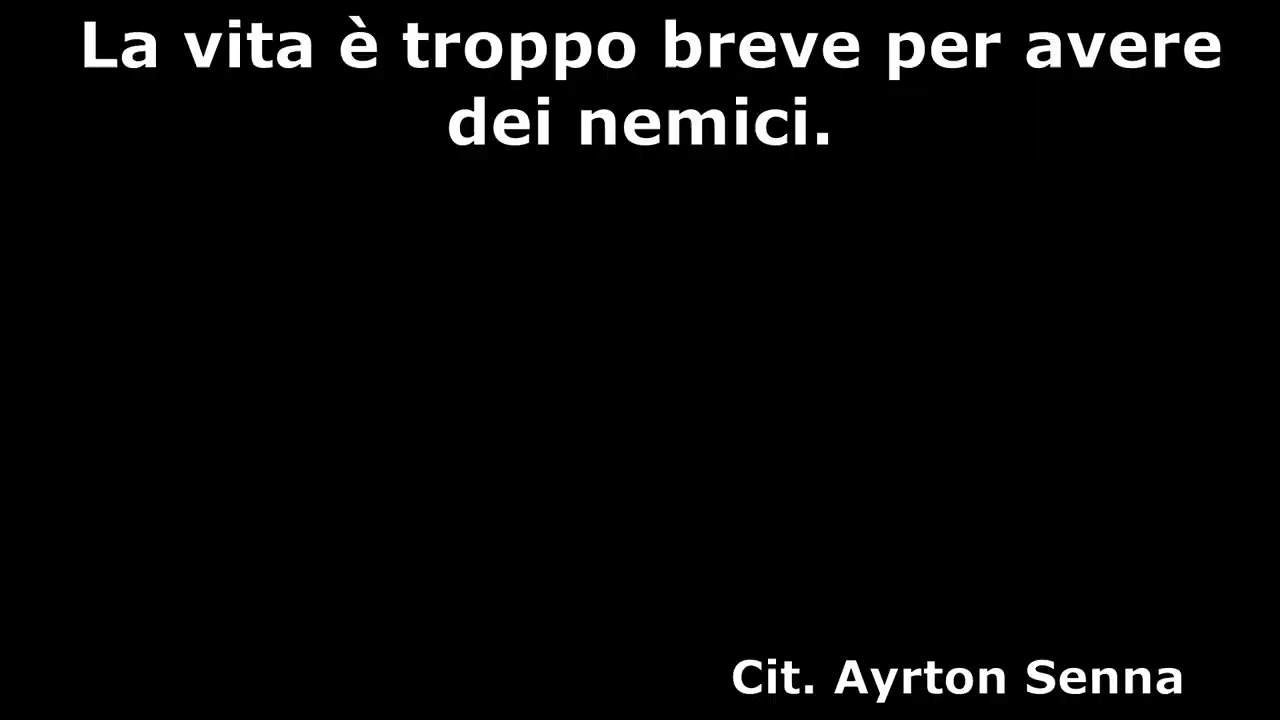 La vita è troppo breve per avere
dei nemici.
Cit. Ayrton Senna